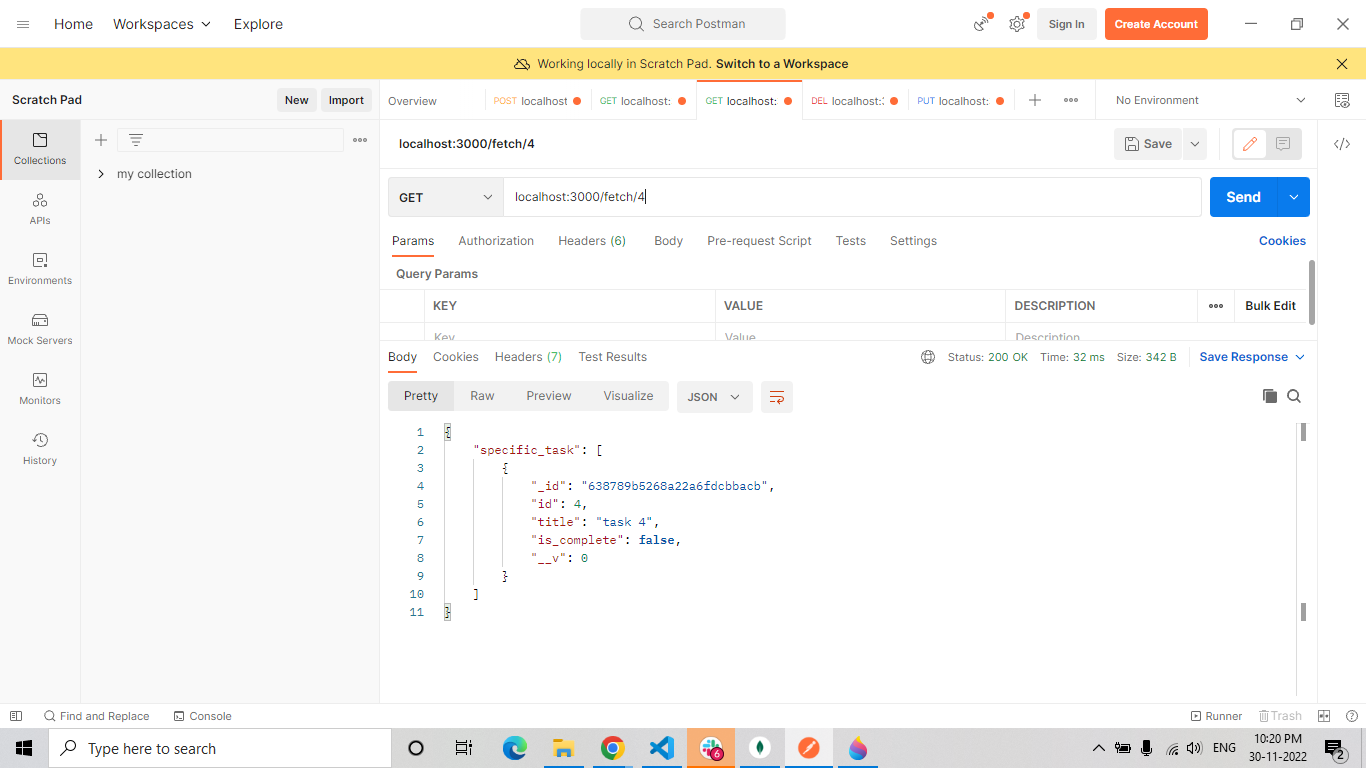 Home Workspaces Explore Search Postman Sign In Create Account
Working locally in Scratch Pad. Switch to a Workspace
Scratch Pad New Import Overview POST localhost GET localhost: GET localhost: DEL localhost: PUT localhost: No Environment
Collections
my collection
APIs
Environments
Mock Servers
Monitors
History
localhost:3000/fetch/4 Save
GET localhost:3000/fetch/4 Send
Params Authorization Headers (6) Body Pre-request Script Tests Settings Cookies
Query Params
KEY VALUE DESCRIPTION Bulk Edit
Key Value Description
Body Cookies Headers (7) Test Results Status: 200 OK Time: 32 ms Size: 342 B Save Response
Pretty Raw Preview Visualize JSON
1 {
2 "specific_task": [
3 {
4 "_id": "638789b5268a22a6fdcbbacb",
5 "id": 4,
6 "title": "task 4",
7 "is_complete": false,
8 "__v": 0
9 }
10 ]
11 }
Find and Replace Console Runner Trash
Type here to search 6 ENG 10:20 PM
30-11-2022 2